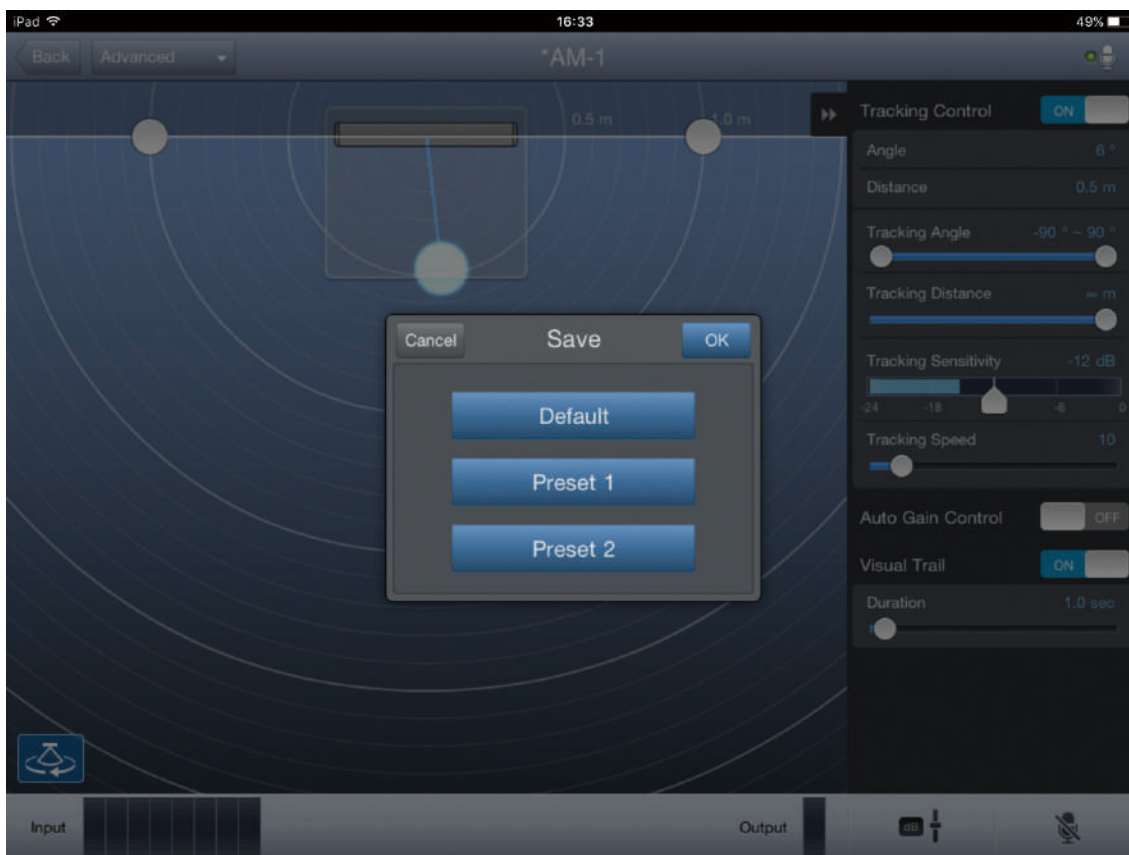 iPad 16:33 49%
Back Advanced *AM-1
0.5 m 1.0 m
Tracking Control ON
Angle 6 °
Distance 0.5 m
Tracking Angle -90 ° ~ 90 °
Tracking Distance ∞ m
Cancel Save OK
Tracking Sensitivity -12 dB
-24 -18 -6 0
Default
Tracking Speed 10
Preset 1
Auto Gain Control OFF
Preset 2
Visual Trail ON
Duration 1.0 sec
Input Output dB